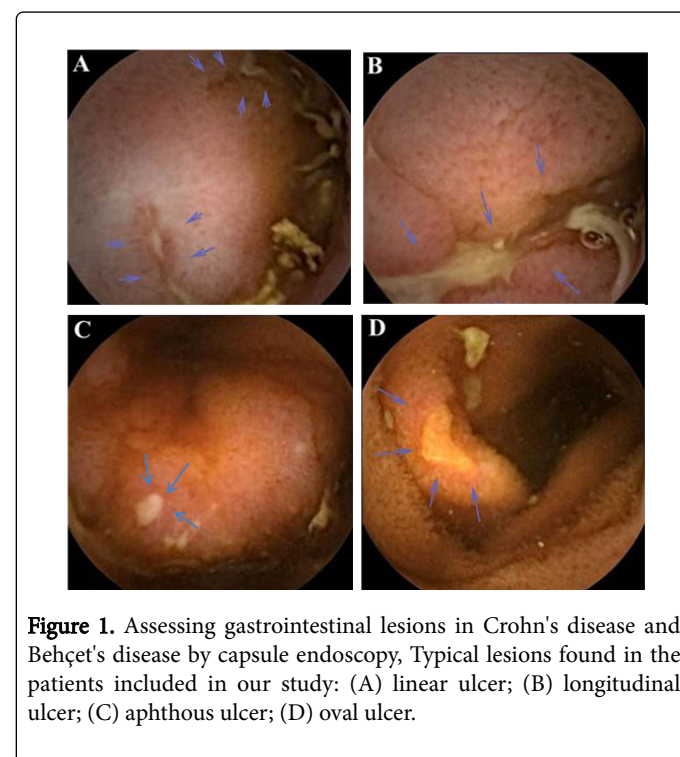 A
B
C
D
Figure 1. Assessing gastrointestinal lesions in Crohn's disease and
Behçet's disease by capsule endoscopy, Typical lesions found in the
patients included in our study: (A) linear ulcer; (B) longitudinal
ulcer; (C) aphthous ulcer; (D) oval ulcer.